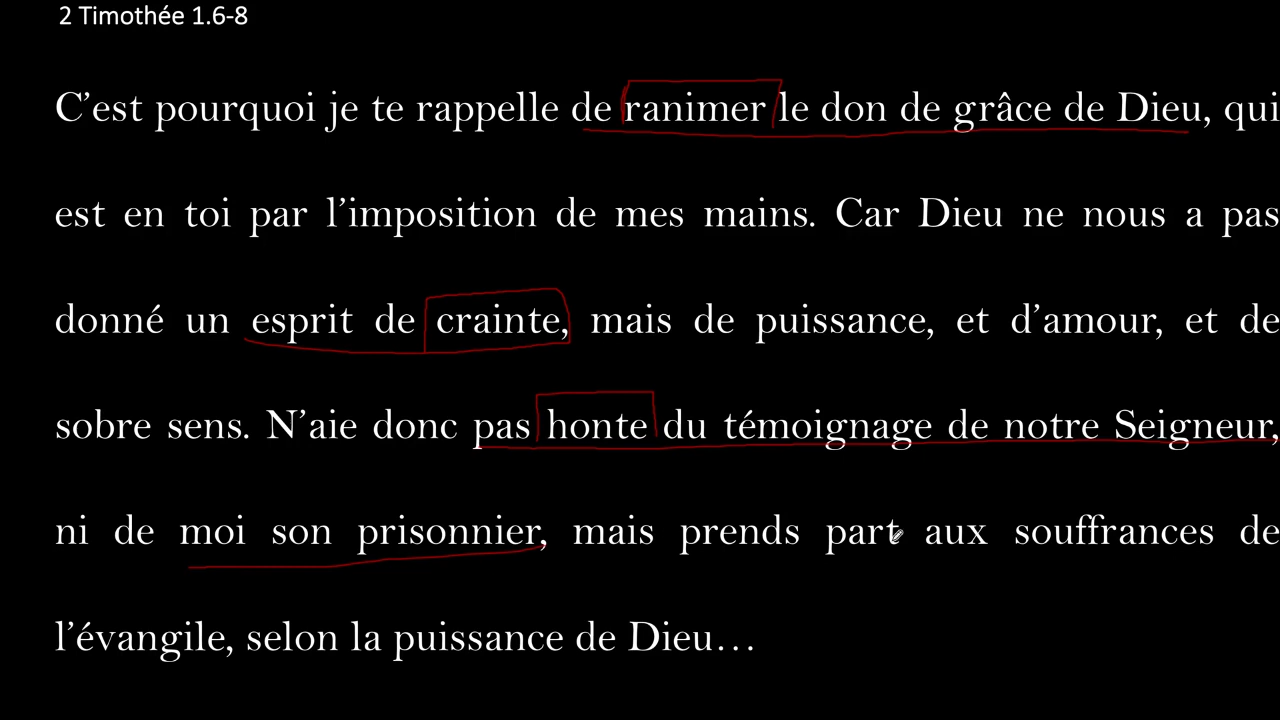 2 Timothée 1.6-8
C’est pourquoi je te rappelle de ranimer le don de grâce de Dieu, qui
est en toi par l’imposition de mes mains. Car Dieu ne nous a pas
donné un esprit de crainte, mais de puissance, et d’amour, et de
sobre sens. N’aie donc pas honte du témoignage de notre Seigneur,
ni de moi son prisonnier, mais prends part aux souffrances de
l’évangile, selon la puissance de Dieu…